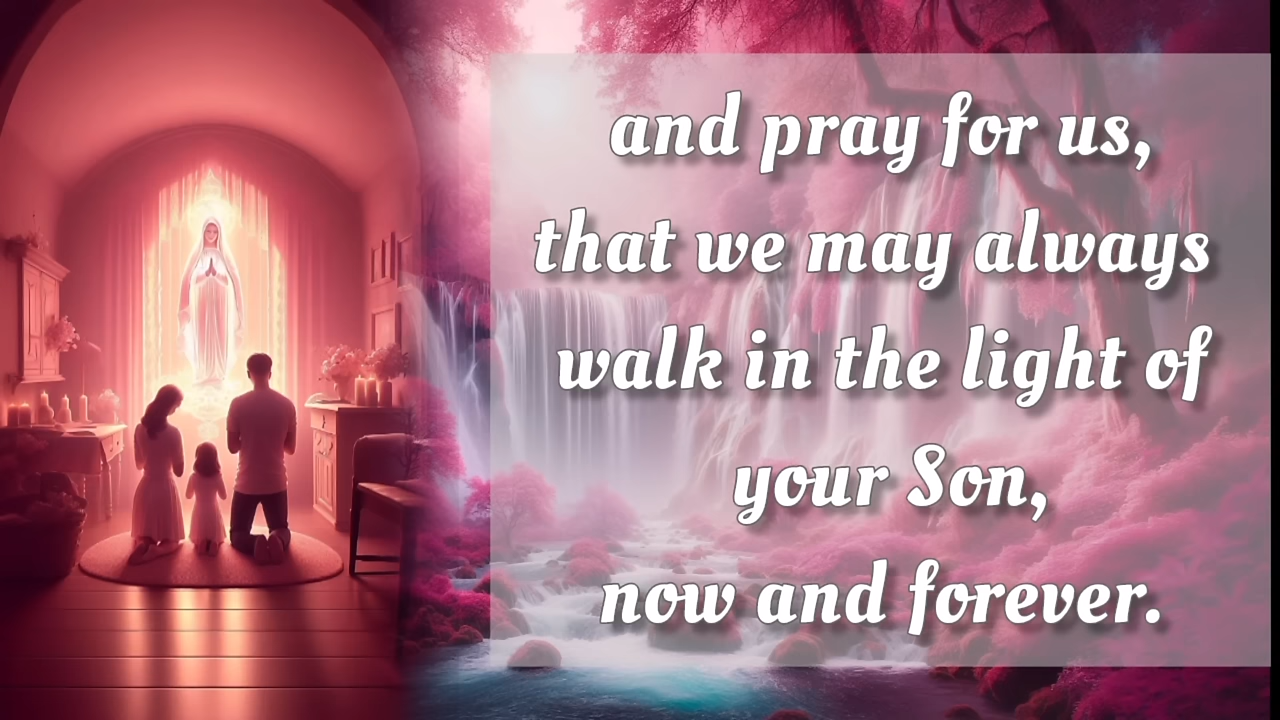 and pray for us,
that we may always
walk in the light of
your Son,
now and forever.